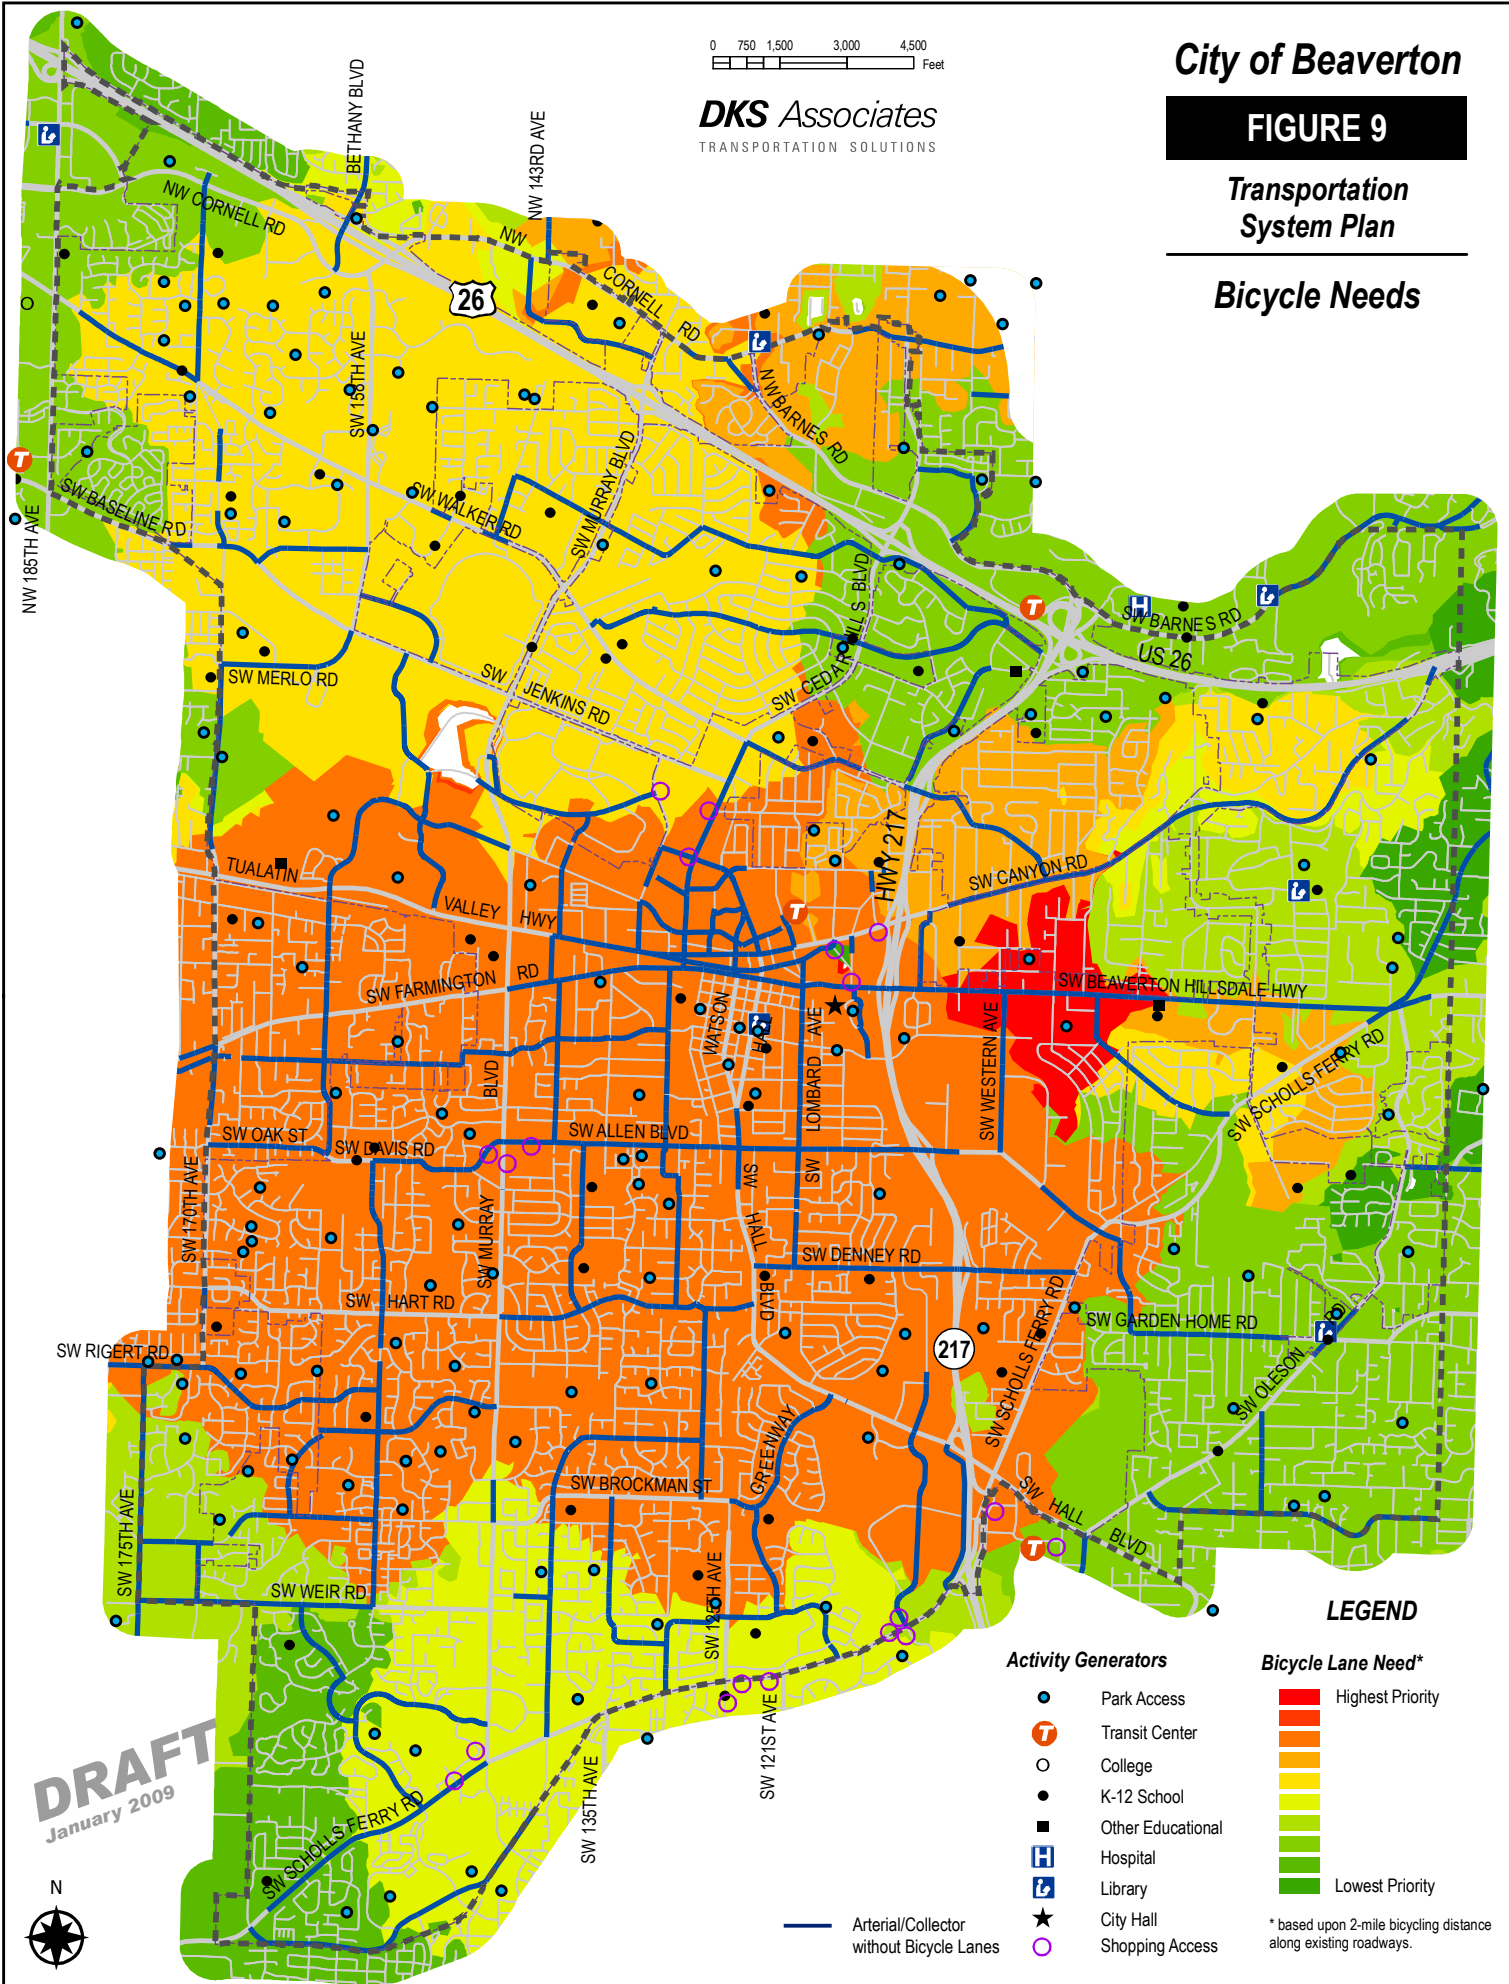 0 750 1,500 3,000 4,500
Feet
DKS Associates
TRANSPORTATION SOLUTIONS
City of Beaverton
FIGURE 9
Transportation
System Plan
Bicycle Needs
BETHANY BLVD
NW 143RD AVE
NW CORNELL RD
NW
CORNELL
RD
26
SW 158TH AVE
NW BARNES RD
SW MURRAY BLVD
SW WALKER RD
SW BASELINE RD
NW 185TH AVE
SW CEDAR HILLS BLVD
SW BARNES RD
US 26
SW MERLO RD
SW
JENKINS RD
HWY 217
SW CANYON RD
TUALATIN
VALLEY
HWY
SW FARMINGTON
RD
SW BEAVERTON HILLSDALE HWY
WATSON
HALL
LOMBARD
AVE
SW WESTERN AVE
SW SCHOLLS FERRY RD
BLVD
SW OAK ST
SW DAVIS RD
SW ALLEN BLVD
SW 170TH AVE
SW MURRAY
SW
HALL
BLVD
SW
SW DENNEY RD
SW HART RD
SW GARDEN HOME RD
SW RIGERT RD
217
SW SCHOLLS FERRY RD
SW OLESON
RD
GREENWAY
SW BROCKMAN ST
SW
HALL
BLVD
SW 175TH AVE
SW 125TH AVE
SW WEIR RD
SW 121ST AVE
SW 135TH AVE
SW SCHOLLS FERRY RD
DRAFT
January 2009
N
LEGEND
Activity Generators
Park Access
T
Transit Center
College
K-12 School
Other Educational
H
Hospital
Library
City Hall
Shopping Access
Arterial/Collector
without Bicycle Lanes
Bicycle Lane Need*
Highest Priority
Lowest Priority
* based upon 2-mile bicycling distance
along existing roadways.